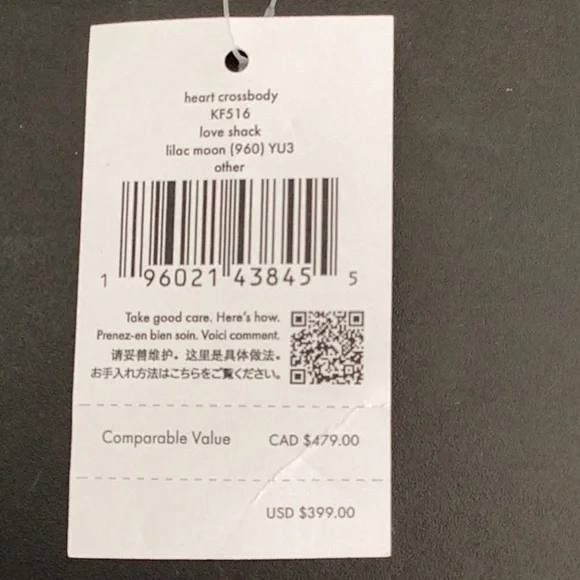 heart crossbody
KF516
love shack
lilac moon (960) YU3
other
1 96021 43845 5
Take good care. Here's how.
Prenez-en bien soin. Voici comment.
请妥善维护。这里是具体做法。
お手入れ方法はこちらをご覧ください。
Comparable Value CAD $479.00
USD $399.00